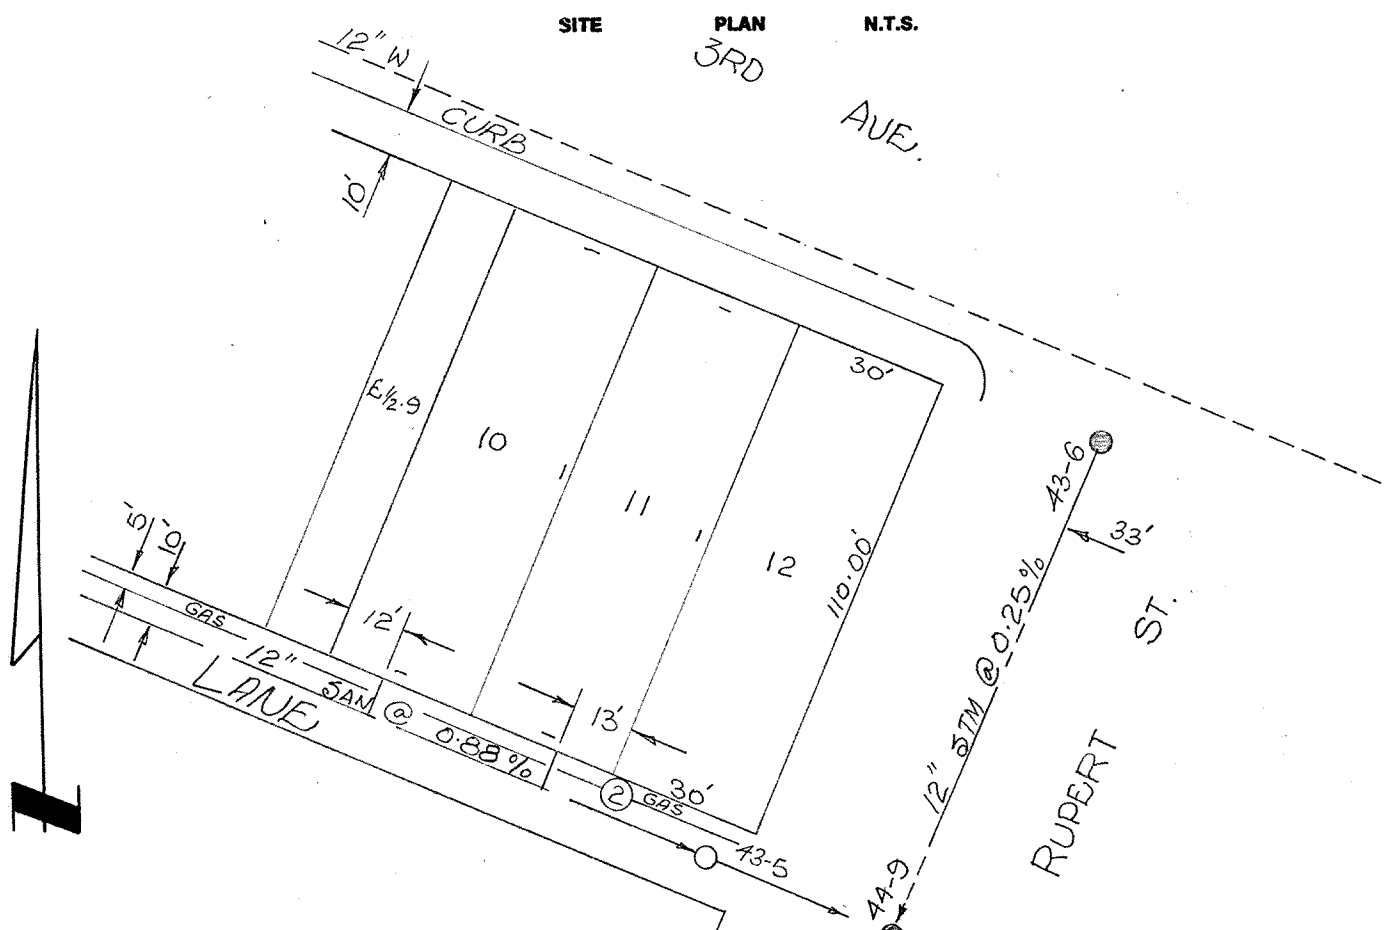 SITE PLAN N.T.S.
3RD AVE.
12" W
CURB
10'
30'
E½.9
10
11
12
110.00'
43-6
33'
12" STM @ 0.25%
RUPERT ST.
5'
10'
GAS
12'
12" SAN @ 0.88%
LANE
13'
2
GAS
30'
43-5
44-9